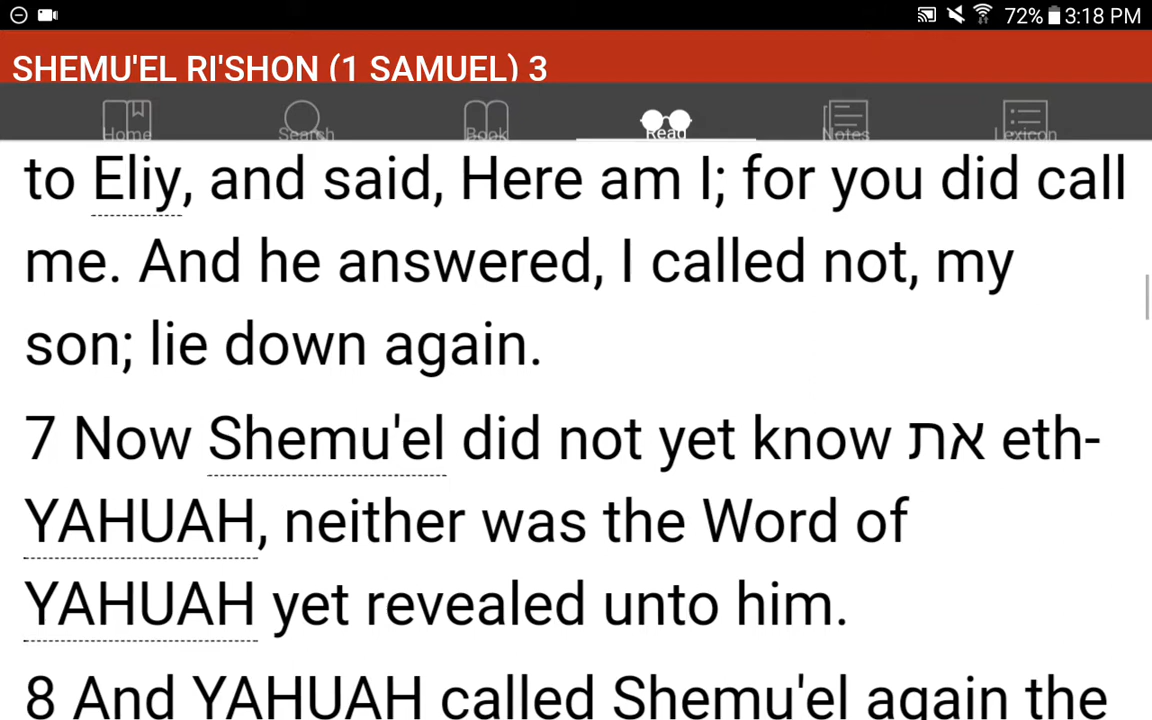 72% 3:18 PM
SHEMU'EL RI'SHON (1 SAMUEL) 3
Home Search Book Read Notes Lexicon
to Eliy, and said, Here am I; for you did call
me. And he answered, I called not, my
son; lie down again.
7 Now Shemu'el did not yet know את eth-
YAHUAH, neither was the Word of
YAHUAH yet revealed unto him.
8 And YAHUAH called Shemu'el again the